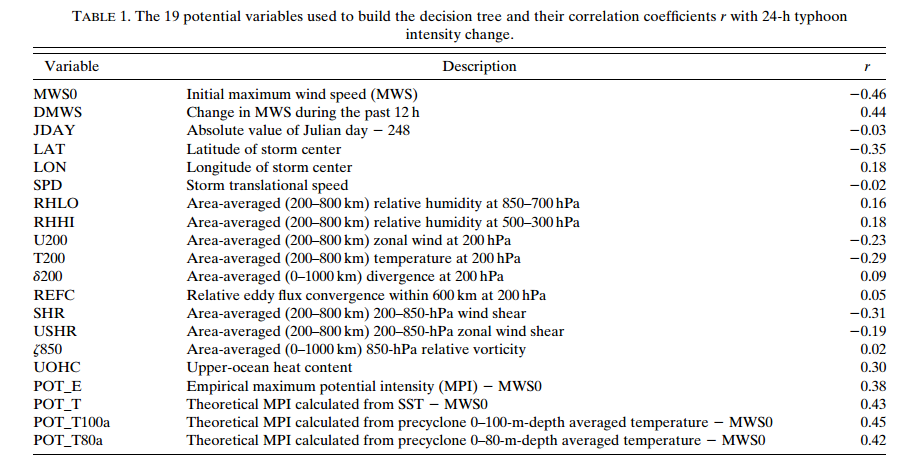 TABLE 1. The 19 potential variables used to build the decision tree and their correlation coefficients r with 24-h typhoon
intensity change.
Variable Description r
MWS0 Initial maximum wind speed (MWS) −0.46
DMWS Change in MWS during the past 12 h 0.44
JDAY Absolute value of Julian day − 248 −0.03
LAT Latitude of storm center −0.35
LON Longitude of storm center 0.18
SPD Storm translational speed −0.02
RHLO Area-averaged (200–800 km) relative humidity at 850–700 hPa 0.16
RHHI Area-averaged (200–800 km) relative humidity at 500–300 hPa 0.18
U200 Area-averaged (200–800 km) zonal wind at 200 hPa −0.23
T200 Area-averaged (200–800 km) temperature at 200 hPa −0.29
δ200 Area-averaged (0–1000 km) divergence at 200 hPa 0.09
REFC Relative eddy flux convergence within 600 km at 200 hPa 0.05
SHR Area-averaged (200–800 km) 200–850-hPa wind shear −0.31
USHR Area-averaged (200–800 km) 200–850-hPa zonal wind shear −0.19
ζ850 Area-averaged (0–1000 km) 850-hPa relative vorticity 0.02
UOHC Upper-ocean heat content 0.30
POT_E Empirical maximum potential intensity (MPI) − MWS0 0.38
POT_T Theoretical MPI calculated from SST − MWS0 0.43
POT_T100a Theoretical MPI calculated from precyclone 0–100-m-depth averaged temperature − MWS0 0.45
POT_T80a Theoretical MPI calculated from precyclone 0–80-m-depth averaged temperature − MWS0 0.42